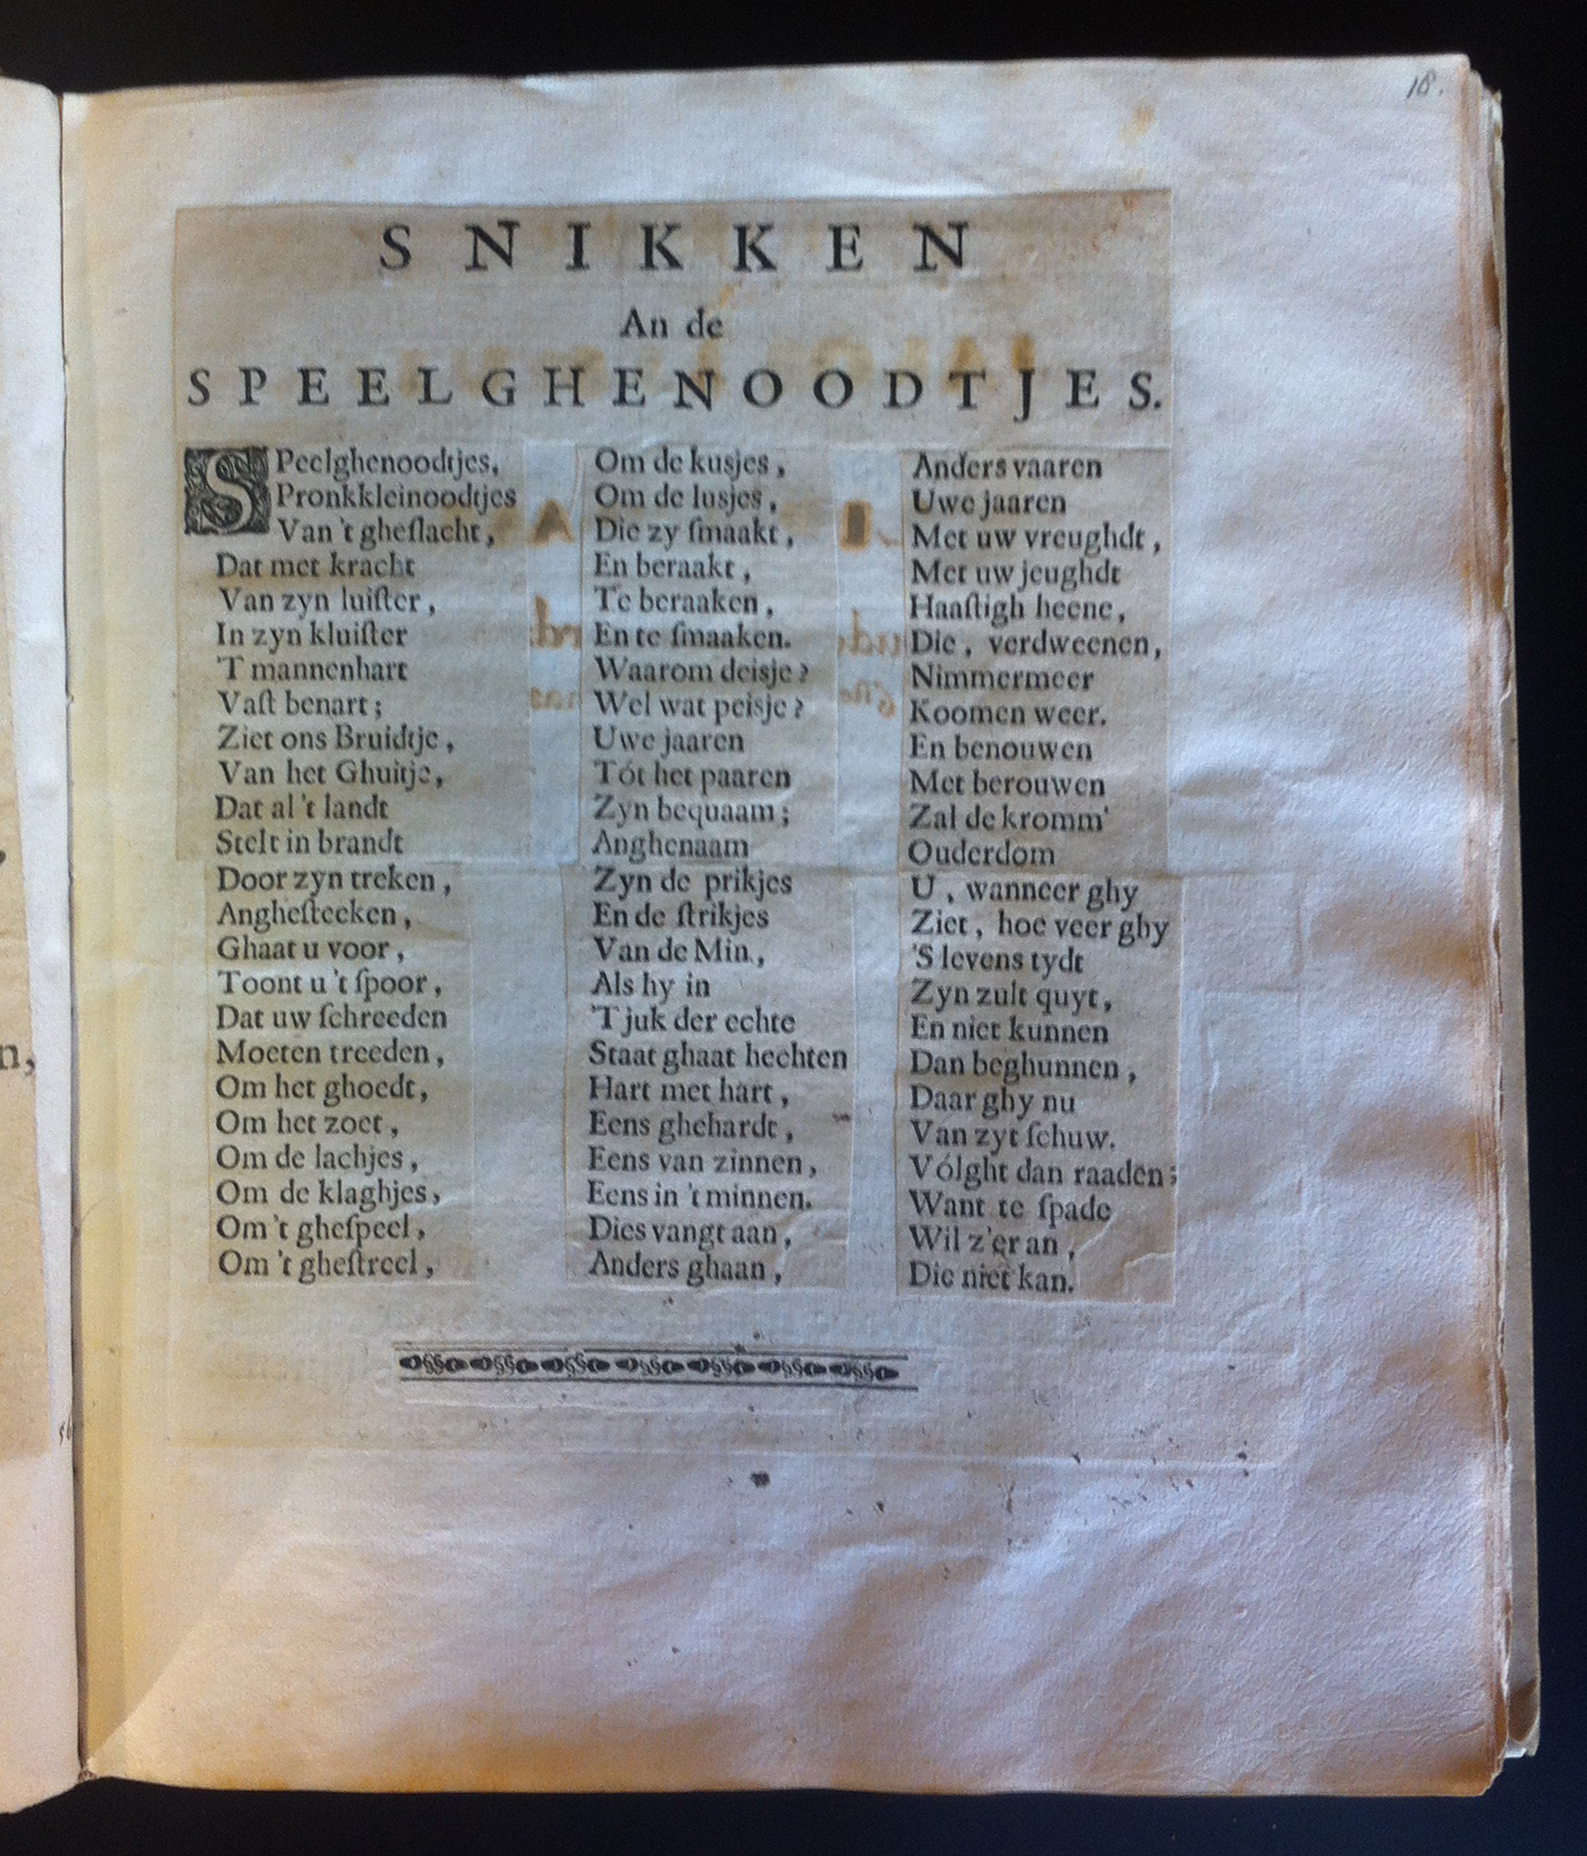 18.
SNIKKEN
An de
SPEELGHENOODTJES.
SPeelghenoodtjes,
Pronkkleinoodtjes
Van 't gheſlacht,
Dat met kracht
Van zyn luiſter,
In zyn kluiſter
'T mannenhart
Vaſt benart;
Ziet ons Bruidtje,
Van het Ghuitje,
Dat al 't landt
Stelt in brandt
Door zyn treken,
Angheſteeken,
Ghaat u voor,
Toont u 't ſpoor,
Dat uw ſchreeden
Moeten treeden,
Om het ghoedt,
Om het zoet,
Om de lachjes,
Om de klaghjes,
Om 't gheſpeel,
Om 't gheſtreel,
Om de kusjes,
Om de lusjes,
Die zy ſmaakt,
En beraakt,
Te beraaken,
En te ſmaaken.
Waarom deisje?
Wel wat peisje?
Uwe jaaren
Tót het paaren
Zyn bequaam;
Anghenaam
Zyn de prikjes
En de ſtrikjes
Van de Min,
Als hy in
'T juk der echte
Staat ghaat hechten
Hart met hart,
Eens ghehardt,
Eens van zinnen,
Eens in 't minnen.
Dies vangt aan,
Anders ghaan,
Anders vaaren
Uwe jaaren
Met uw vreughdt,
Met uw jeughdt
Haaſtigh heene,
Die, verdweenen,
Nimmermeer
Koomen weer.
En benouwen
Met berouwen
Zal de kromm'
Ouderdom
U, wanneer ghy
Ziet, hoe veer ghy
'S levens tydt
Zyn zult quyt,
En niet kunnen
Dan beghunnen,
Daar ghy nu
Van zyt ſchuw.
Vólght dan raaden;
Want te ſpade
Wil z'er an,
Die niet kan.